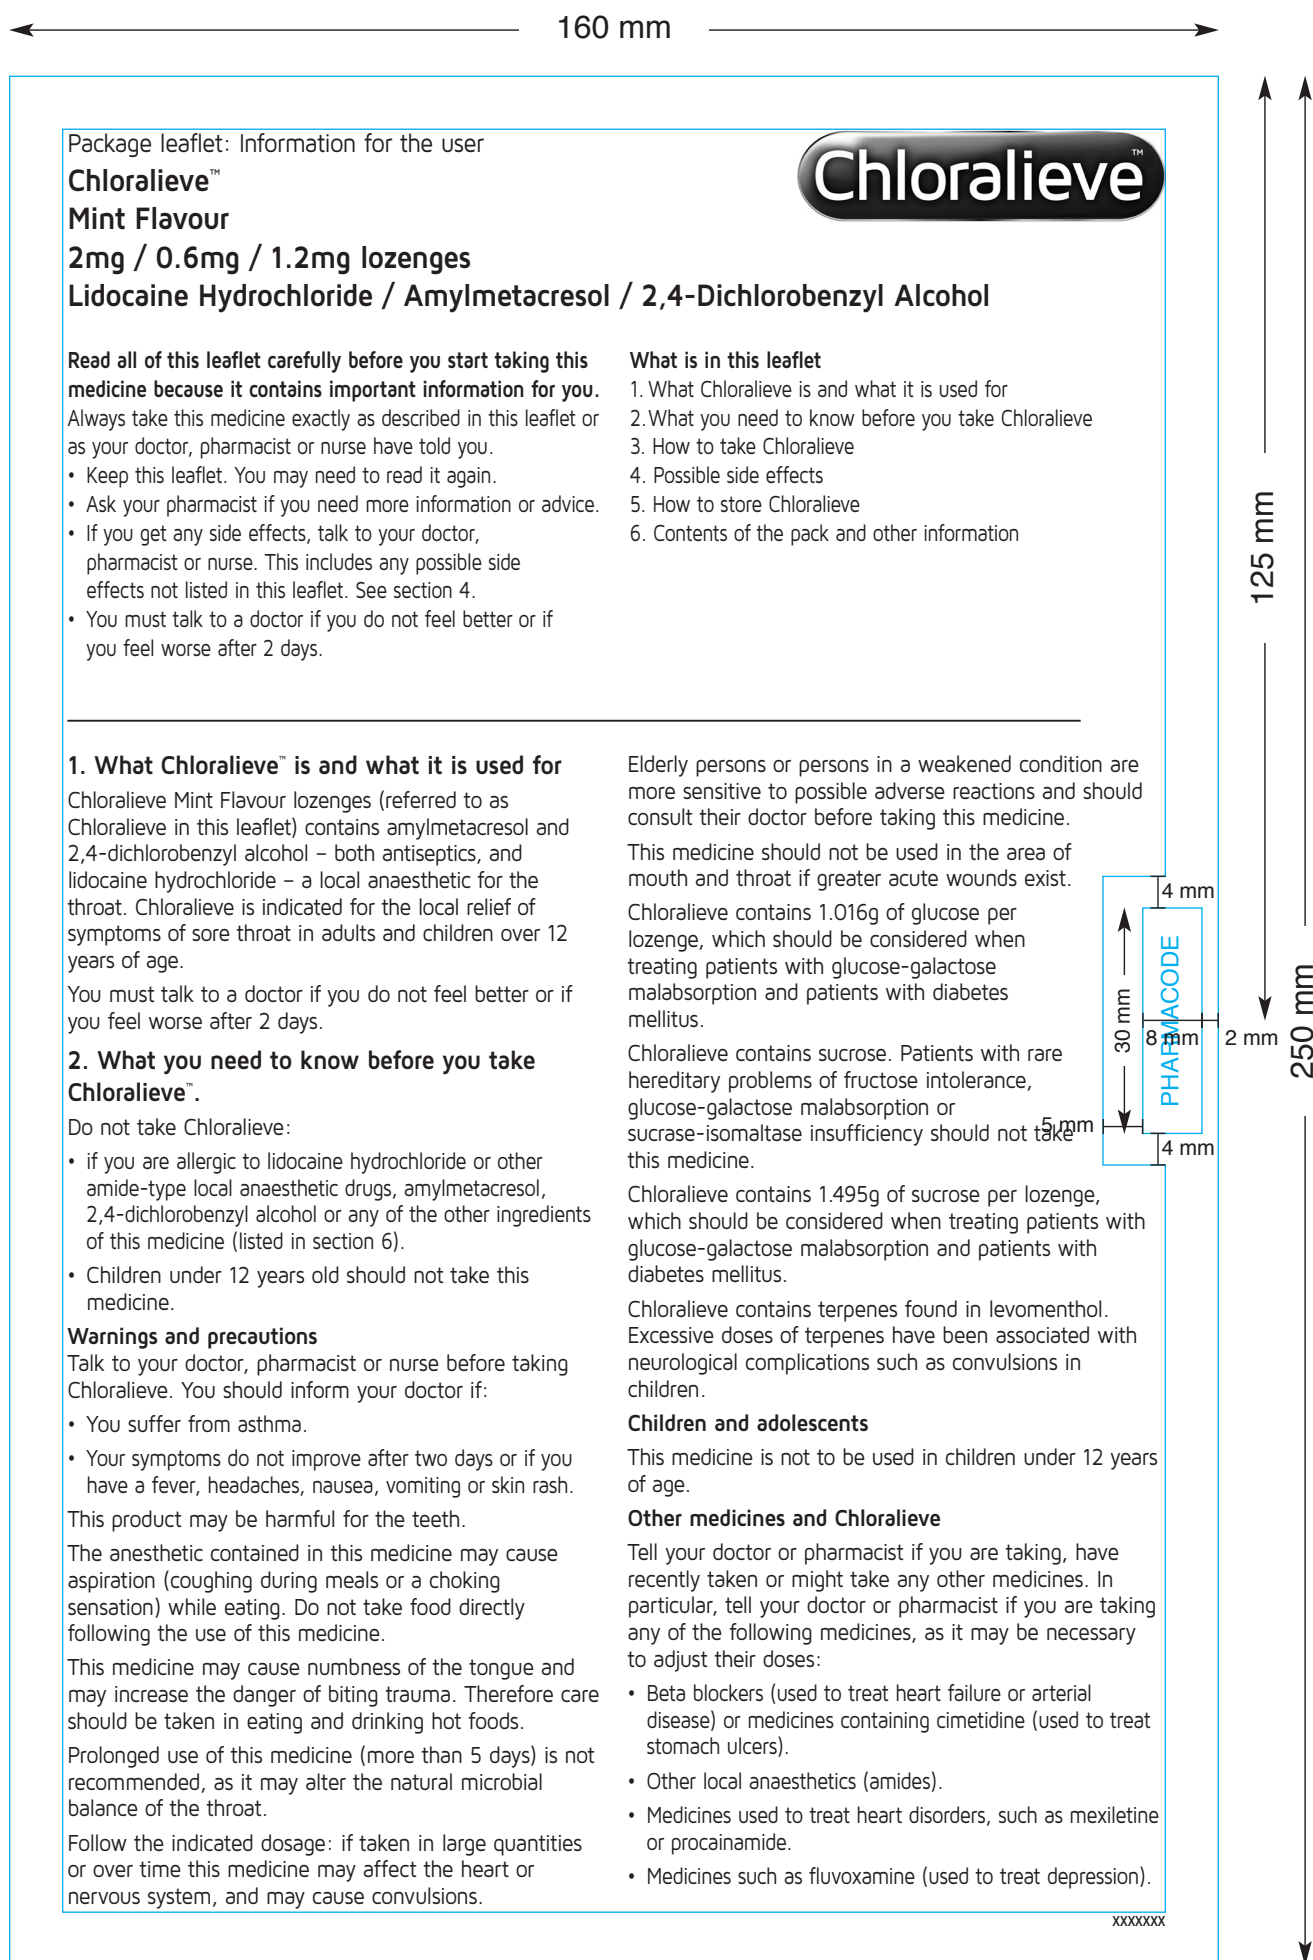 160 mm
Package leaflet: Information for the user
Chloralieve™
Mint Flavour
2mg / 0.6mg / 1.2mg lozenges
Lidocaine Hydrochloride / Amylmetacresol / 2,4-Dichlorobenzyl Alcohol
Chloralieve™
Read all of this leaflet carefully before you start taking this
medicine because it contains important information for you.
Always take this medicine exactly as described in this leaflet or
as your doctor, pharmacist or nurse have told you.
• Keep this leaflet. You may need to read it again.
• Ask your pharmacist if you need more information or advice.
• If you get any side effects, talk to your doctor,
pharmacist or nurse. This includes any possible side
effects not listed in this leaflet. See section 4.
• You must talk to a doctor if you do not feel better or if
you feel worse after 2 days.
What is in this leaflet
1. What Chloralieve is and what it is used for
2. What you need to know before you take Chloralieve
3. How to take Chloralieve
4. Possible side effects
5. How to store Chloralieve
6. Contents of the pack and other information
1. What Chloralieve™ is and what it is used for
Chloralieve Mint Flavour lozenges (referred to as
Chloralieve in this leaflet) contains amylmetacresol and
2,4-dichlorobenzyl alcohol – both antiseptics, and
lidocaine hydrochloride – a local anaesthetic for the
throat. Chloralieve is indicated for the local relief of
symptoms of sore throat in adults and children over 12
years of age.
You must talk to a doctor if you do not feel better or if
you feel worse after 2 days.
2. What you need to know before you take
Chloralieve™.
Do not take Chloralieve:
• if you are allergic to lidocaine hydrochloride or other
amide-type local anaesthetic drugs, amylmetacresol,
2,4-dichlorobenzyl alcohol or any of the other ingredients
of this medicine (listed in section 6).
• Children under 12 years old should not take this
medicine.
Warnings and precautions
Talk to your doctor, pharmacist or nurse before taking
Chloralieve. You should inform your doctor if:
• You suffer from asthma.
• Your symptoms do not improve after two days or if you
have a fever, headaches, nausea, vomiting or skin rash.
This product may be harmful for the teeth.
The anesthetic contained in this medicine may cause
aspiration (coughing during meals or a choking
sensation) while eating. Do not take food directly
following the use of this medicine.
This medicine may cause numbness of the tongue and
may increase the danger of biting trauma. Therefore care
should be taken in eating and drinking hot foods.
Prolonged use of this medicine (more than 5 days) is not
recommended, as it may alter the natural microbial
balance of the throat.
Follow the indicated dosage: if taken in large quantities
or over time this medicine may affect the heart or
nervous system, and may cause convulsions.
Elderly persons or persons in a weakened condition are
more sensitive to possible adverse reactions and should
consult their doctor before taking this medicine.
This medicine should not be used in the area of
mouth and throat if greater acute wounds exist.
Chloralieve contains 1.016g of glucose per
lozenge, which should be considered when
treating patients with glucose-galactose
malabsorption and patients with diabetes
mellitus.
Chloralieve contains sucrose. Patients with rare
hereditary problems of fructose intolerance,
glucose-galactose malabsorption or
sucrase-isomaltase insufficiency should not take
this medicine.
Chloralieve contains 1.495g of sucrose per lozenge,
which should be considered when treating patients with
glucose-galactose malabsorption and patients with
diabetes mellitus.
Chloralieve contains terpenes found in levomenthol.
Excessive doses of terpenes have been associated with
neurological complications such as convulsions in
children.
Children and adolescents
This medicine is not to be used in children under 12 years
of age.
Other medicines and Chloralieve
Tell your doctor or pharmacist if you are taking, have
recently taken or might take any other medicines. In
particular, tell your doctor or pharmacist if you are taking
any of the following medicines, as it may be necessary
to adjust their doses:
• Beta blockers (used to treat heart failure or arterial
disease) or medicines containing cimetidine (used to treat
stomach ulcers).
• Other local anaesthetics (amides).
• Medicines used to treat heart disorders, such as mexiletine
or procainamide.
• Medicines such as fluvoxamine (used to treat depression).
xxxxxxx
125 mm
250 mm
4 mm
30 mm
PHARMACODE
8 mm
2 mm
5 mm
4 mm